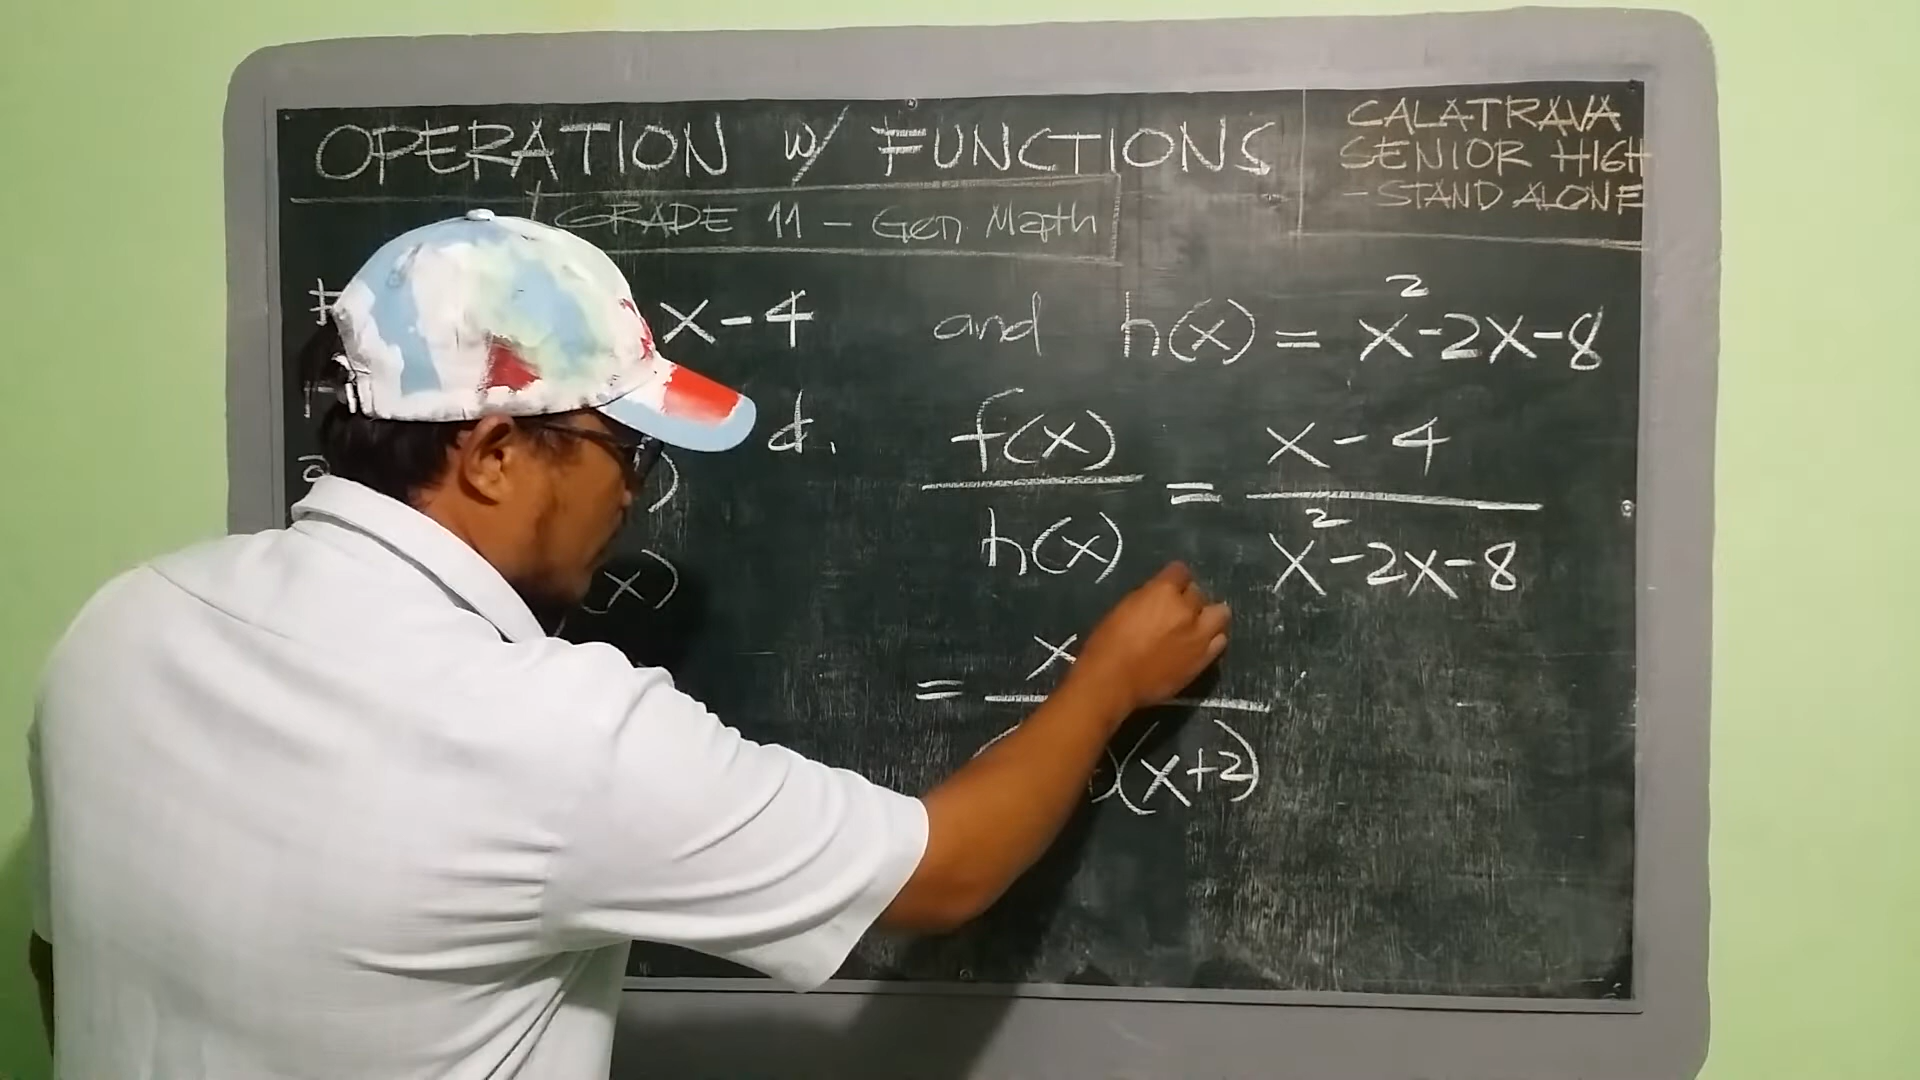 OPERATION W/ FUNCTIONS
CALATRAVA
SENIOR HIGH
- STAND ALONE
GRADE 11 - Gen Math
x - 4 and h(x) = x² - 2x - 8
d. f(x)/h(x) = x - 4/x² - 2x - 8
x)
= x
(x+2)